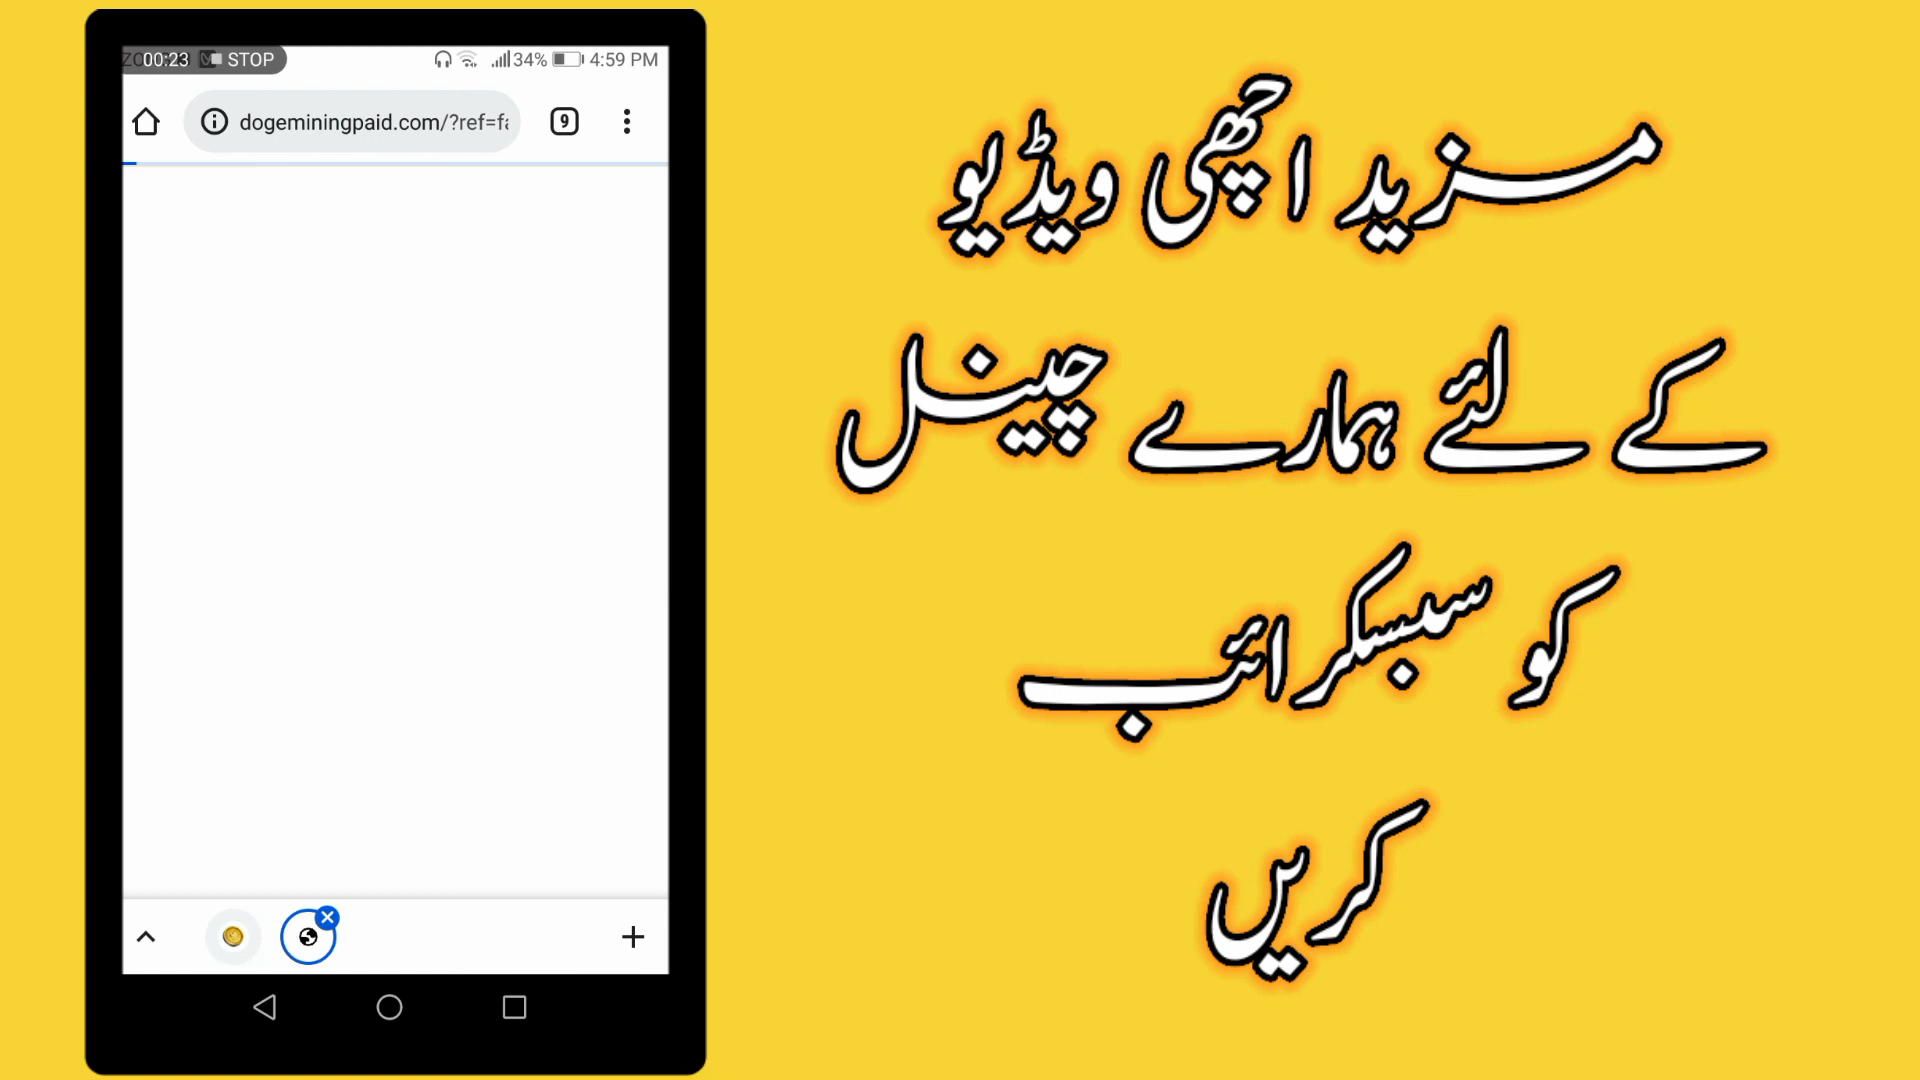 00:23 STOP 34% 4:59 PM
dogeminingpaid.com/?ref=fa 9
مزید اچھی ویڈیو
کے لئے ہمارے چینل
کو سبسکرائب
کریں